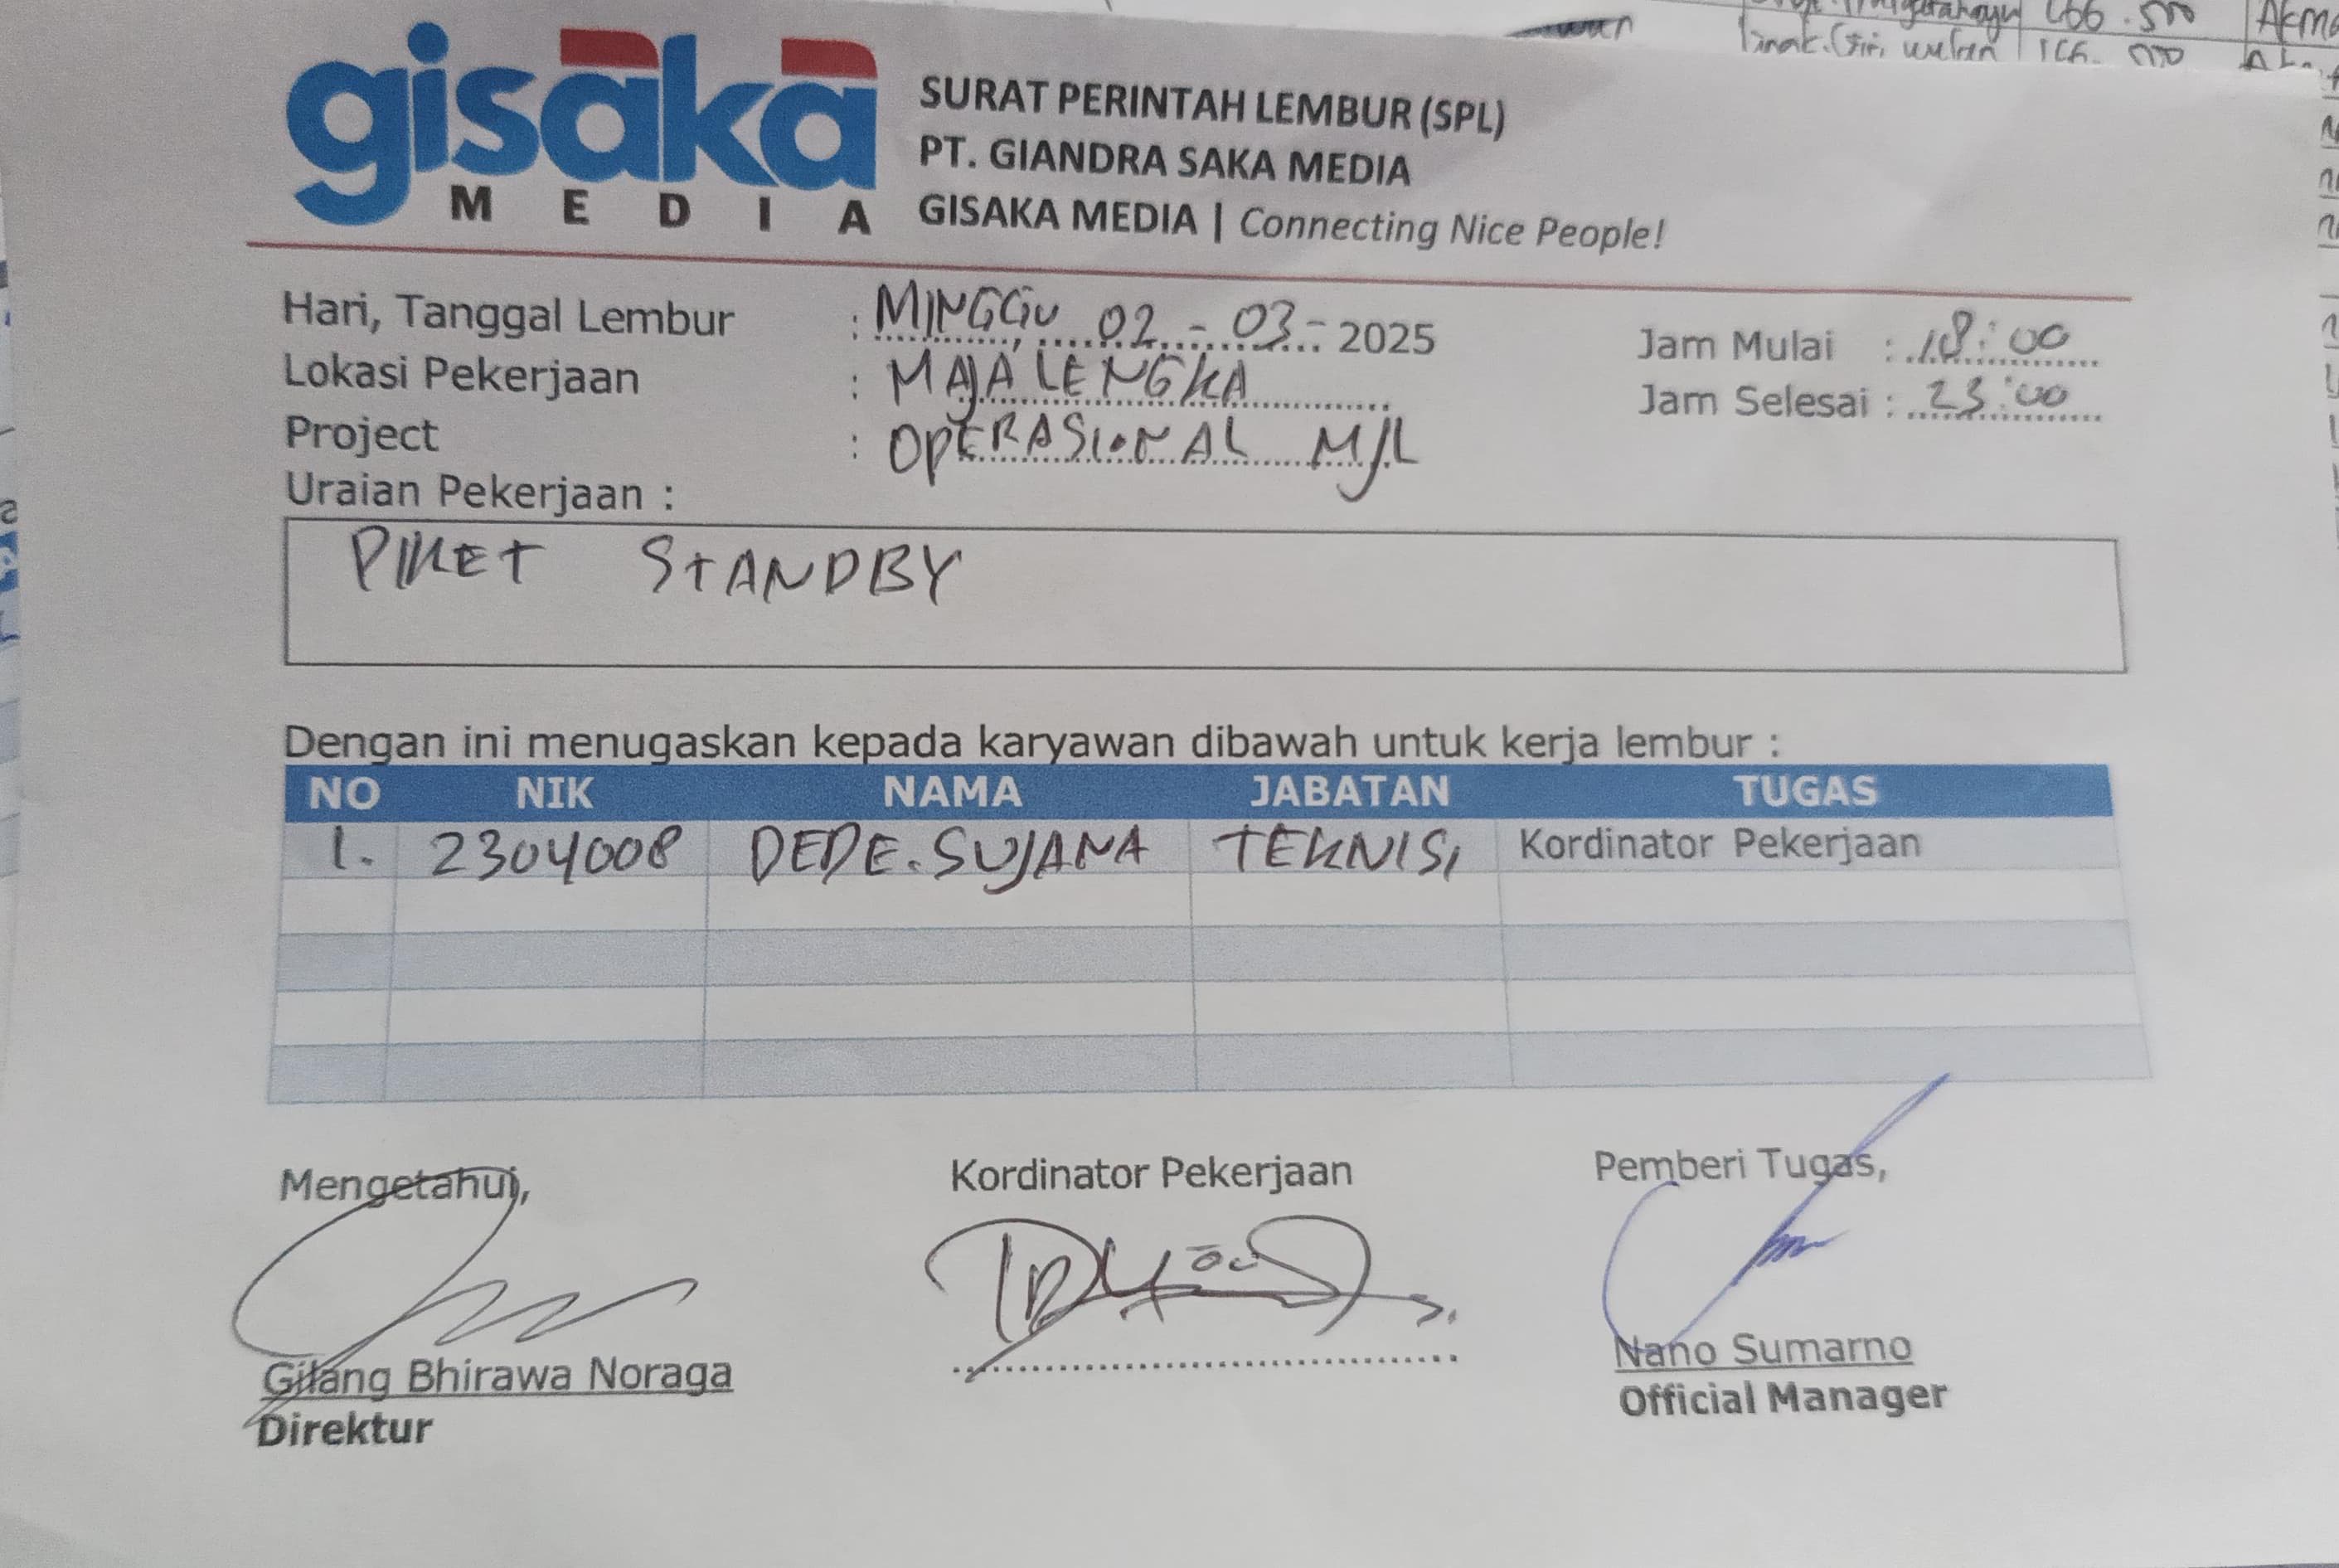 gisaka
MEDIA
SURAT PERINTAH LEMBUR (SPL)
PT. GIANDRA SAKA MEDIA
GISAKA MEDIA | Connecting Nice People!
Hari, Tanggal Lembur : MINGGU, 02 - 03 - 2025 Jam Mulai : 18:00
Lokasi Pekerjaan : MAJALENGKA Jam Selesai : 23:00
Project : OPERASIONAL MJL
Uraian Pekerjaan :
PIKET STANDBY
Dengan ini menugaskan kepada karyawan dibawah untuk kerja lembur :
NO NIK NAMA JABATAN TUGAS
1. 2304008 DEDE.SUJANA TEKNISI Kordinator Pekerjaan
Mengetahui, Kordinator Pekerjaan Pemberi Tugas,
Gilang Bhirawa Noraga Nano Sumarno
Direktur Official Manager